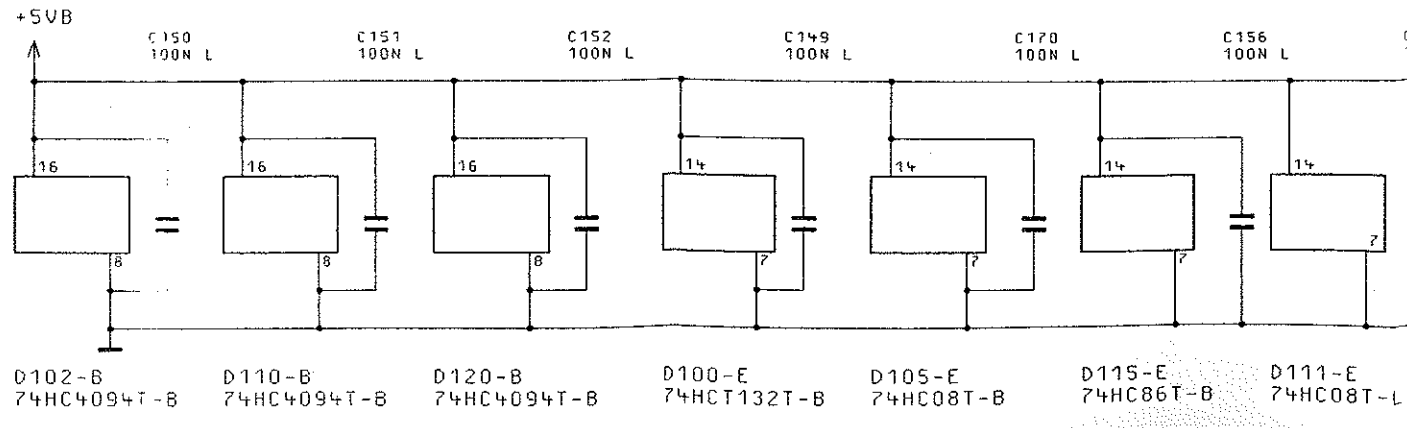 +5VB
C150 C151 C152 C149 C170 C156
100N L 100N L 100N L 100N L 100N L 100N L
16 16 16 14 14 14 14
8 8 8 7 7 7 7
D102-B D110-B D120-B D100-E D105-E D115-E D111-E
74HC4094T-B 74HC4094T-B 74HC4094T-B 74HCT132T-B 74HC08T-B 74HC86T-B 74HC08T-L